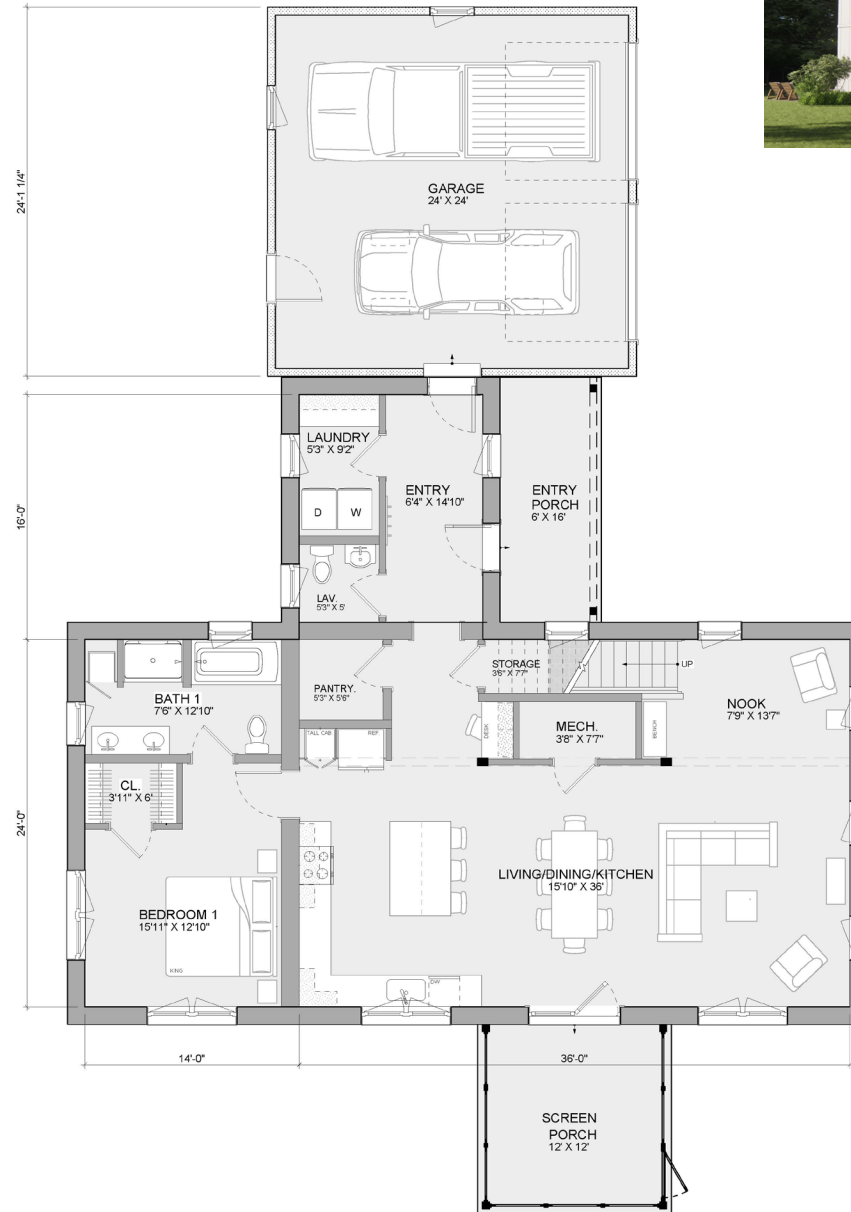 24'-1 1/4"
GARAGE
24' X 24'
16'-0"
LAUNDRY
5'3" X 9'2"
D
W
ENTRY
6'4" X 14'10"
ENTRY
PORCH
6' X 16'
LAV.
5'3" X 5'
24'-0"
BATH 1
7'6" X 12'10"
PANTRY.
5'3" X 5'6"
STORAGE
3'6" X 7'7"
UP
NOOK
7'9" X 13'7"
TALL CAB.
REF.
DESK
MECH.
3'8" X 7'7"
BENCH
CL.
3'11" X 6'
LIVING/DINING/KITCHEN
15'10" X 36'
BEDROOM 1
15'11" X 12'10"
KING
DW
14'-0"
36'-0"
SCREEN
PORCH
12' X 12'